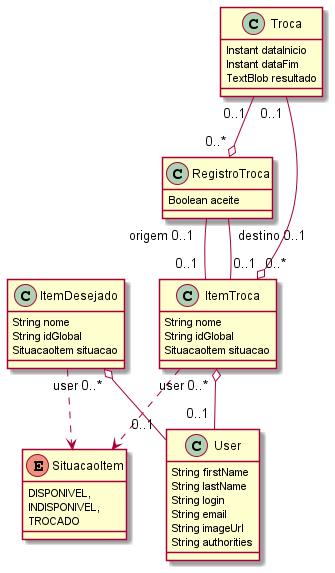 C Troca
Instant dataInicio
Instant dataFim
TextBlob resultado
0..1 0..1
0..*
C RegistroTroca
Boolean aceite
origem 0..1 destino 0..1
0..1 0..1 0..*
C ItemDesejado
String nome
String idGlobal
SituacaoItem situacao
C ItemTroca
String nome
String idGlobal
SituacaoItem situacao
user 0..* user 0..*
0..1 0..1
E SituacaoItem
DISPONIVEL,
INDISPONIVEL,
TROCADO
C User
String firstName
String lastName
String login
String email
String imageUrl
String authorities